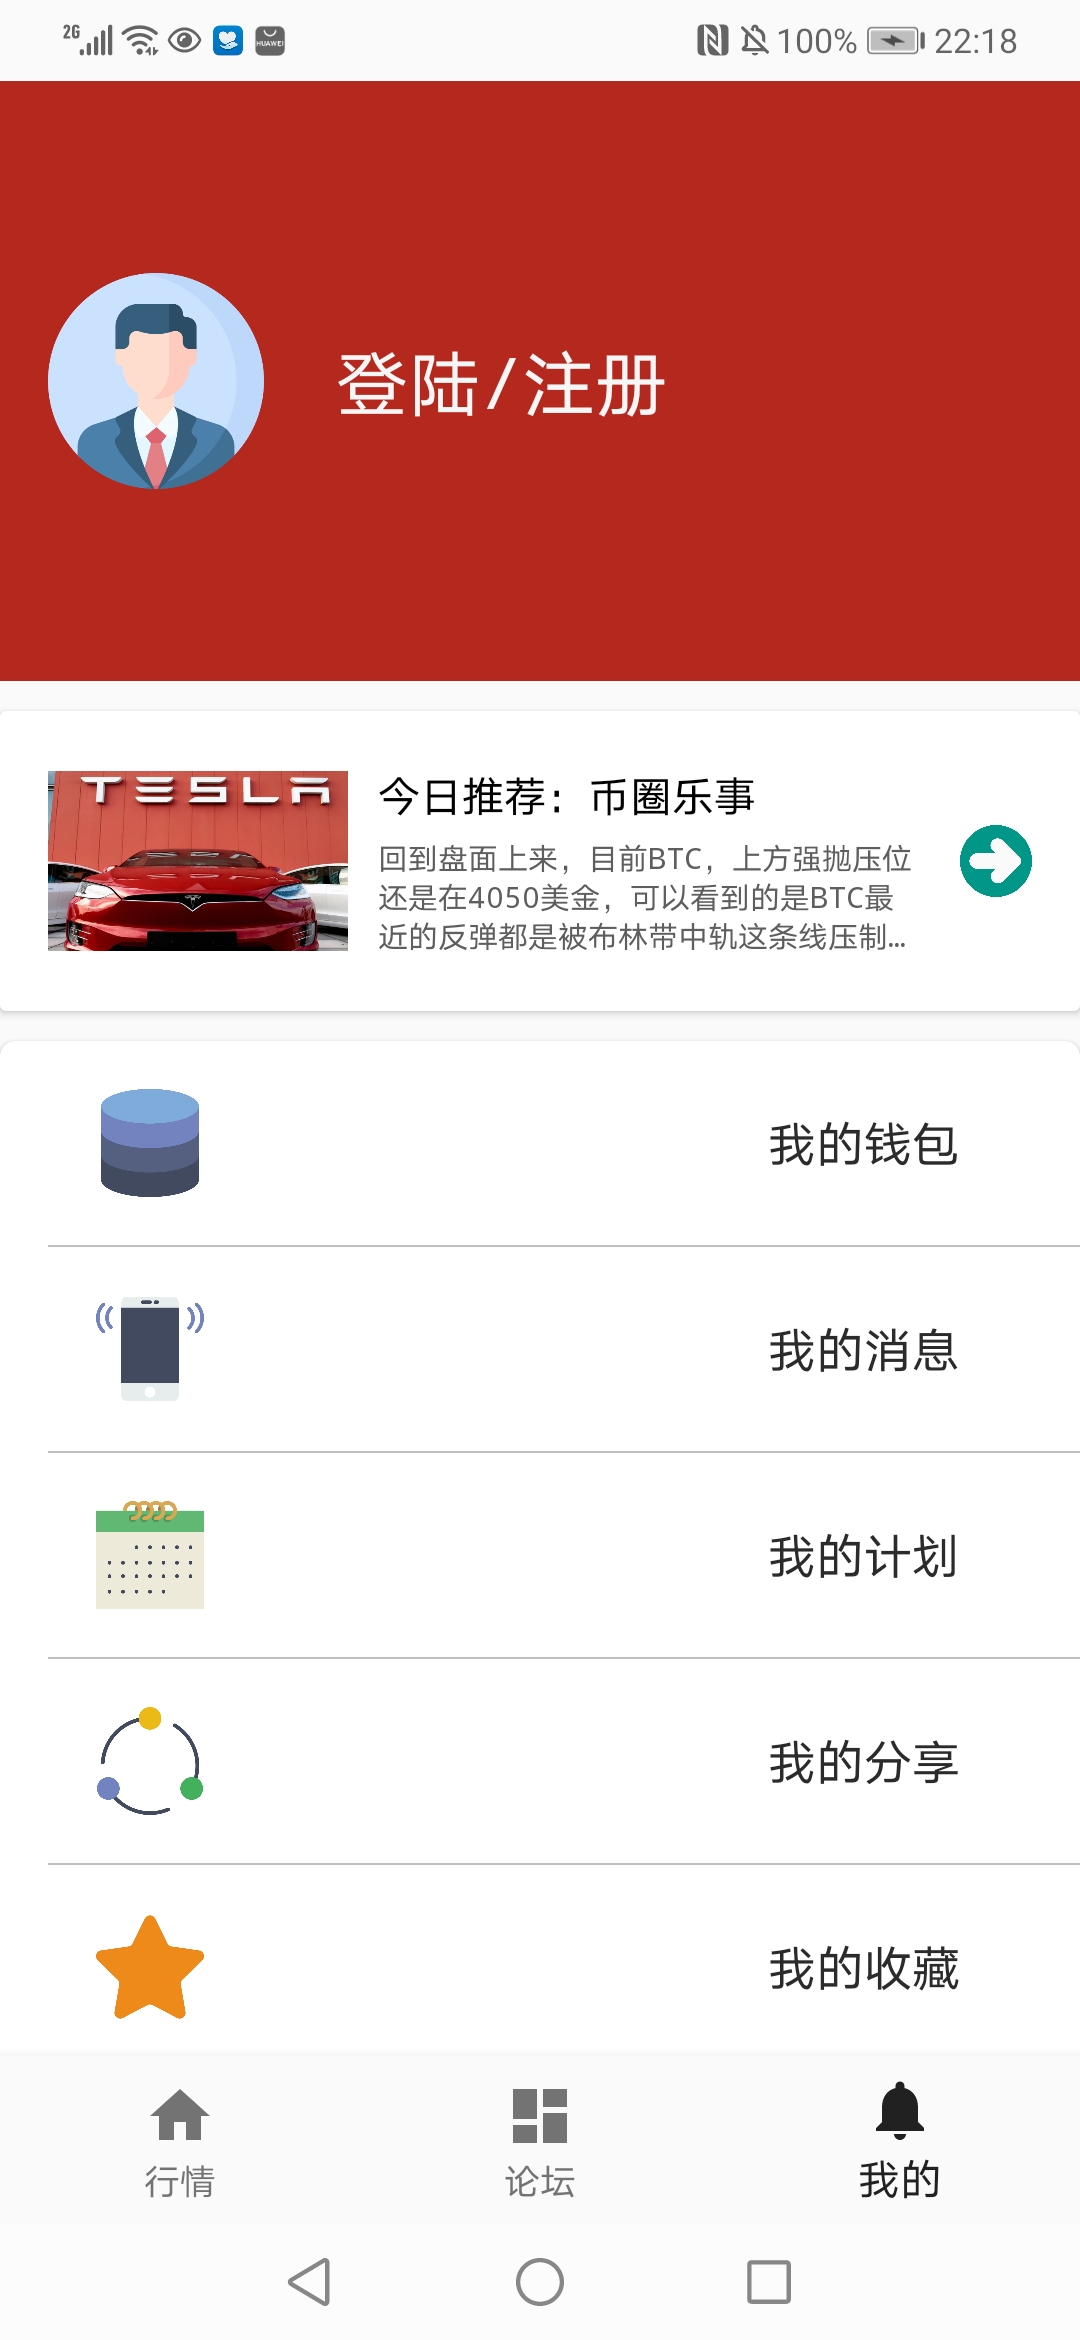 2G HUAWEI 100% 22:18
登陆/注册
TESLA
今日推荐：币圈乐事
回到盘面上来，目前BTC，上方强抛压位
还是在4050美金，可以看到的是BTC最
近的反弹都是被布林带中轨这条线压制...
我的钱包
我的消息
我的计划
我的分享
我的收藏
行情
论坛
我的